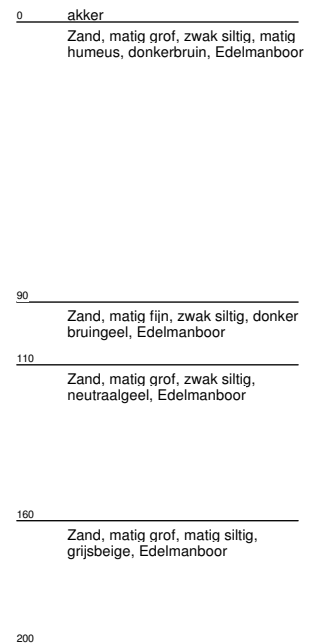 0 akker
Zand, matig grof, zwak siltig, matig
humeus, donkerbruin, Edelmanboor
90
Zand, matig fijn, zwak siltig, donker
bruingeel, Edelmanboor
110
Zand, matig grof, zwak siltig,
neutraalgeel, Edelmanboor
160
Zand, matig grof, matig siltig,
grijsbeige, Edelmanboor
200